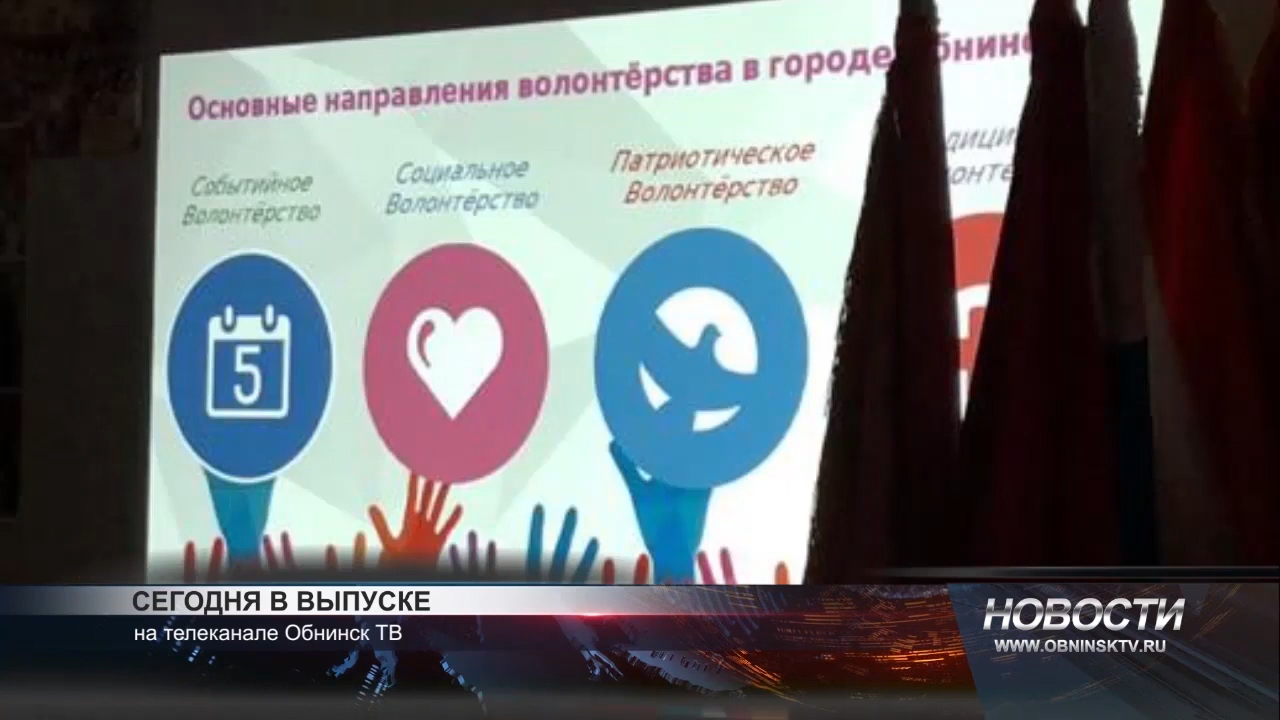 Основные направления волонтёрства в городе
Событийное
Волонтёрство
Социальное
Волонтёрство
Патриотическое
Волонтёрство
5
СЕГОДНЯ В ВЫПУСКЕ
на телеканале Обнинск ТВ
НОВОСТИ
WWW.OBNINSKTV.RU